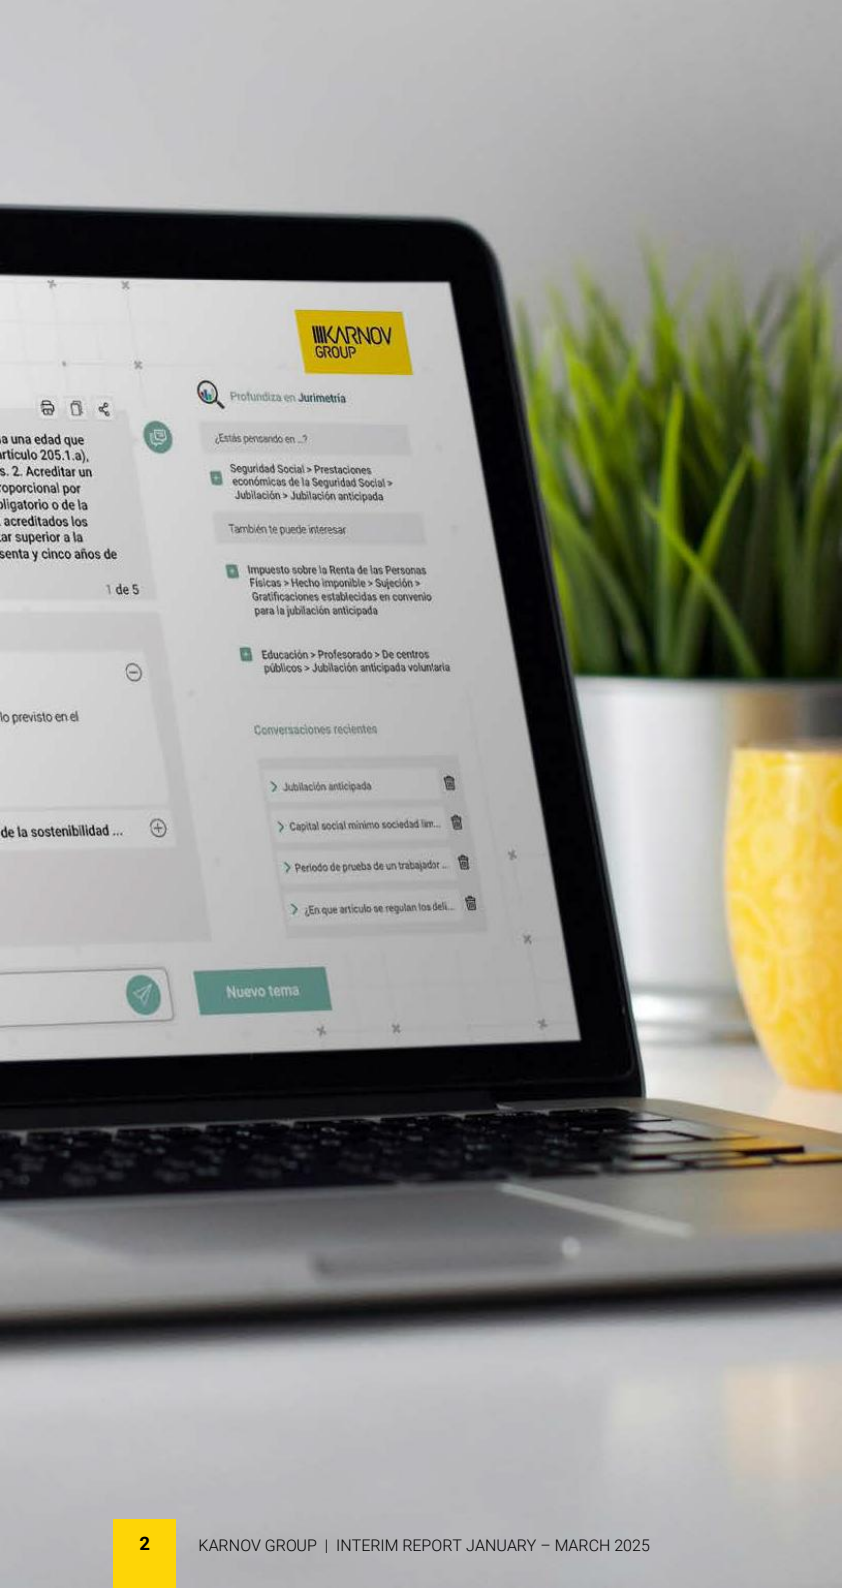 KARNOV
GROUP
Profundiza en Jurimetría
a una edad que
artículo 205.1.a),
s. 2. Acreditar un
roporcional por
oligatorio o de la
acreditados los
ar superior a la
senta y cinco años de
1 de 5
lo previsto en el
de la sostenibilidad ...
¿Estás pensando en ...?
Seguridad Social > Prestaciones
económicas de la Seguridad Social >
Jubilación > Jubilación anticipada
También te puede interesar
Impuesto sobre la Renta de las Personas
Físicas > Hecho imponible > Sujeción >
Gratificaciones establecidas en convenio
para la jubilación anticipada
Educación > Profesorado > De centros
públicos > Jubilación anticipada voluntaria
Conversaciones recientes
Jubilación anticipada
Capital social mínimo sociedad lim...
Periodo de prueba de un trabajador ...
¿En que artículo se regulan los deli...
Nuevo tema
2 KARNOV GROUP | INTERIM REPORT JANUARY – MARCH 2025